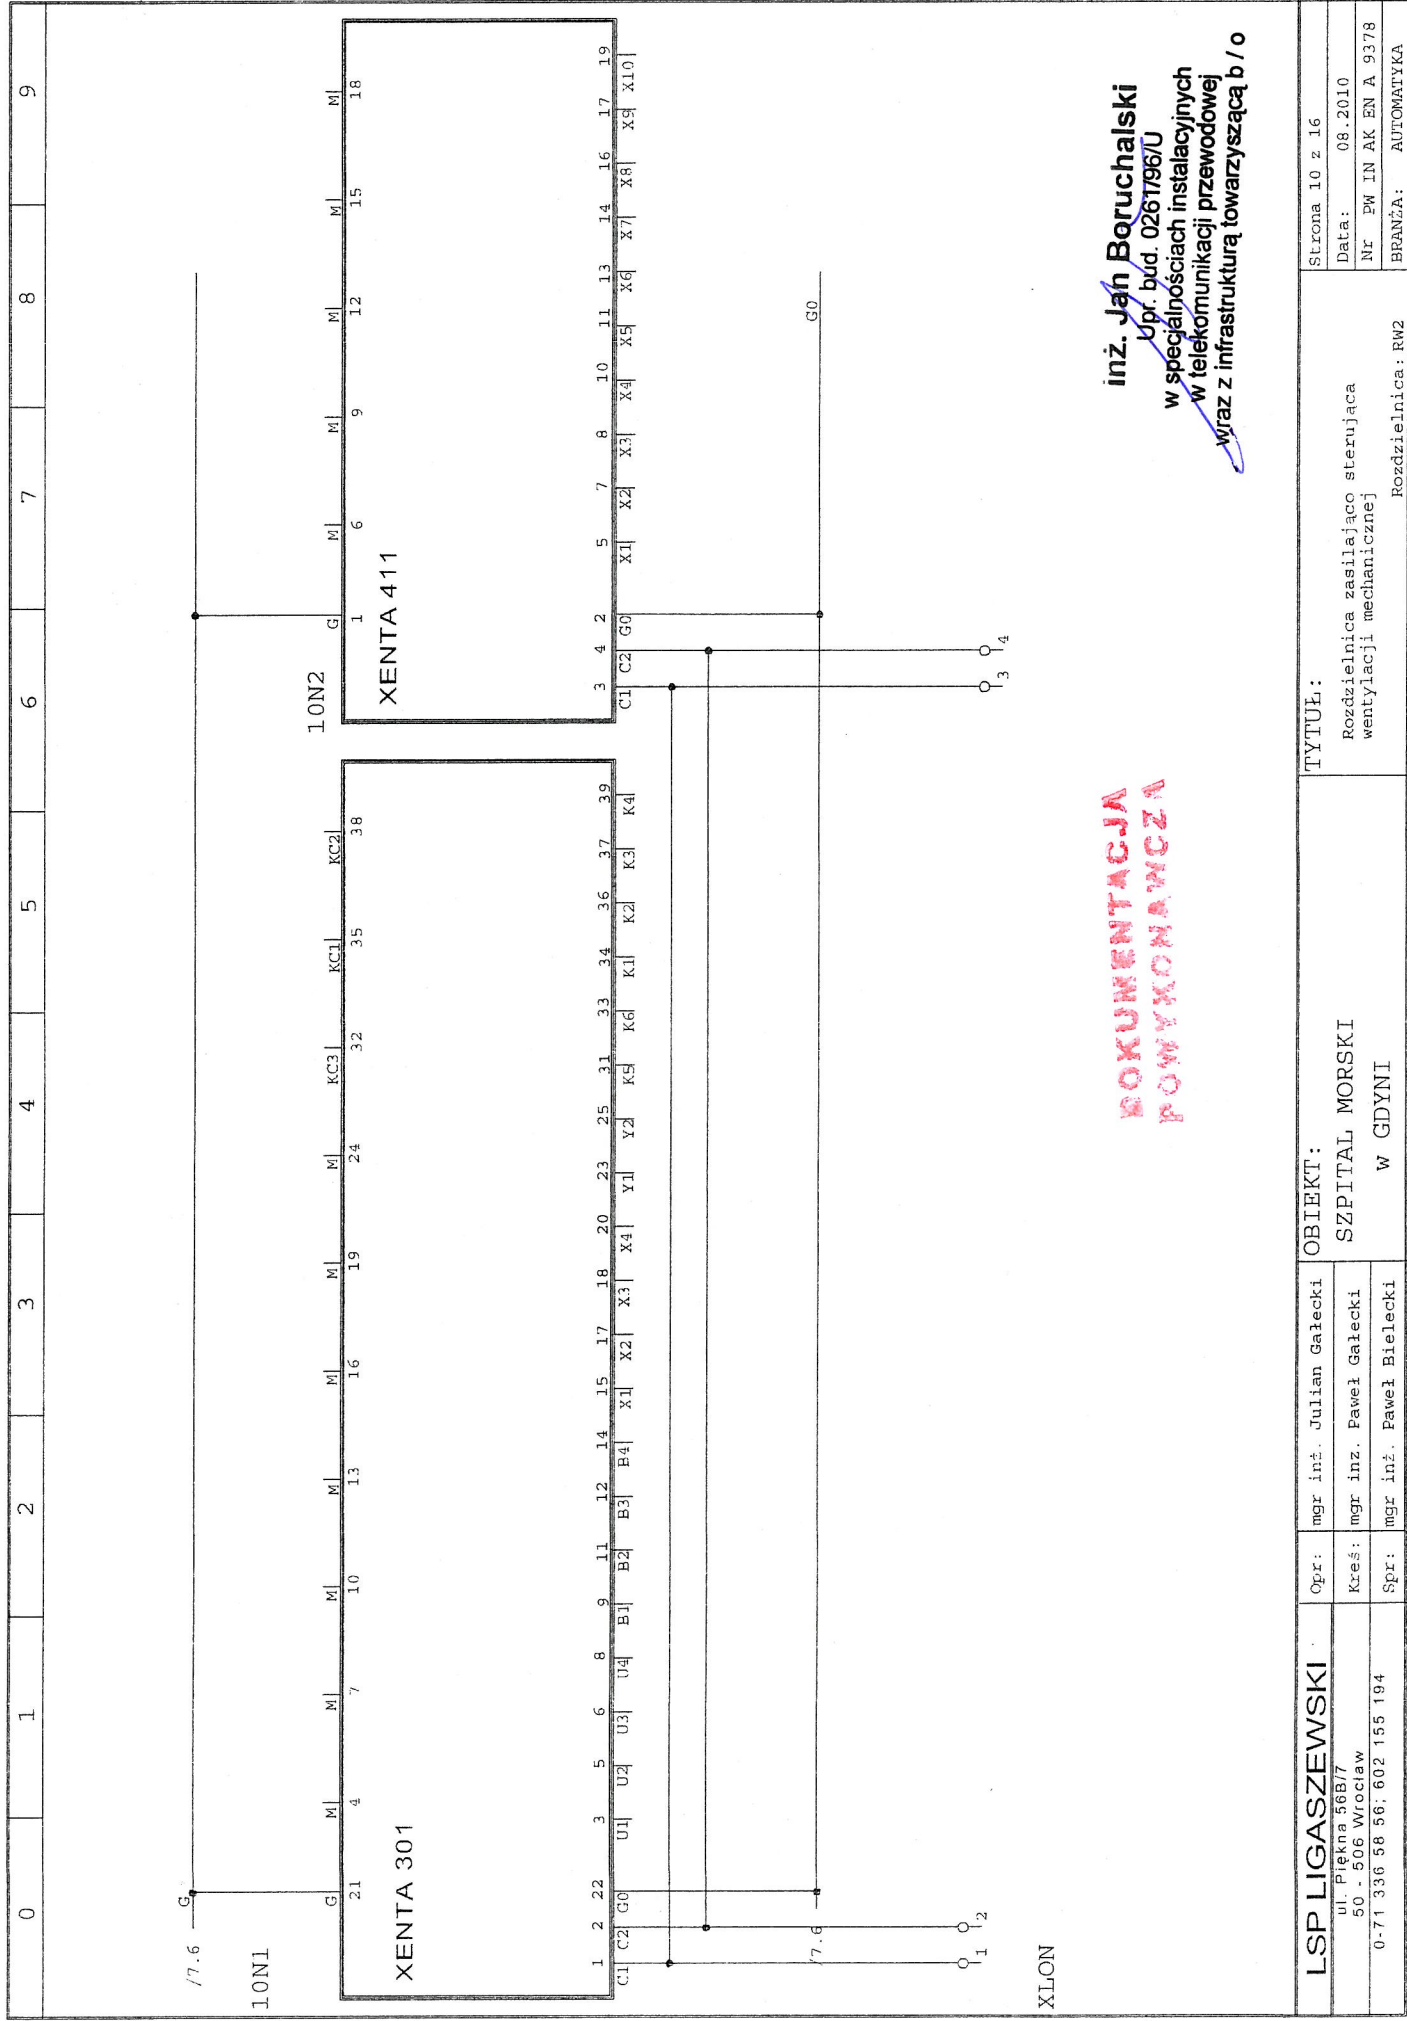 0 1 2 3 4 5 6 7 8 9
/7.6 G
10N1
10N2
G M M M M M M M KC3 KC1 KC2
21 4 7 10 13 16 19 24 32 35 38
G M M M M M
1 6 9 12 15 18
XENTA 301
XENTA 411
1 2 22 3 5 6 8 9 11 12 14 15 17 18 20 23 25 31 33 34 36 37 39
C1 C2 G0 U1 U2 U3 U4 B1 B2 B3 B4 X1 X2 X3 X4 Y1 Y2 K5 K6 K1 K2 K3 K4
3 4 2 5 7 8 10 11 13 14 16 17 19
C1 C2 G0 X1 X2 X3 X4 X5 X6 X7 X8 X9 X10
/7.6
G0
1 2
3 4
XLON
DOKUMENTACJA
POWYKONAWCZA
inż. Jan Boruchalski
Upr. bud. 0261/96/U
w specjalnościach instalacyjnych
w telekomunikacji przewodowej
wraz z infrastrukturą towarzyszącą b / o
LSP LIGASZEWSKI
ul. Piękna 56B/7
50 - 506 Wrocław
0-71 336 58 56; 602 155 194
Opr: mgr inż. Julian Gałecki
Kreś: mgr inz. Paweł Gałecki
Spr: mgr inż. Paweł Bielecki
OBIEKT:
SZPITAL MORSKI
W GDYNI
TYTUŁ:
Rozdzielnica zasilająco sterująca
wentylacji mechanicznej
Rozdzielnica: RW2
Strona 10 z 16
Data: 08.2010
Nr PW IN AK EN A 9378
BRANŻA: AUTOMATYKA